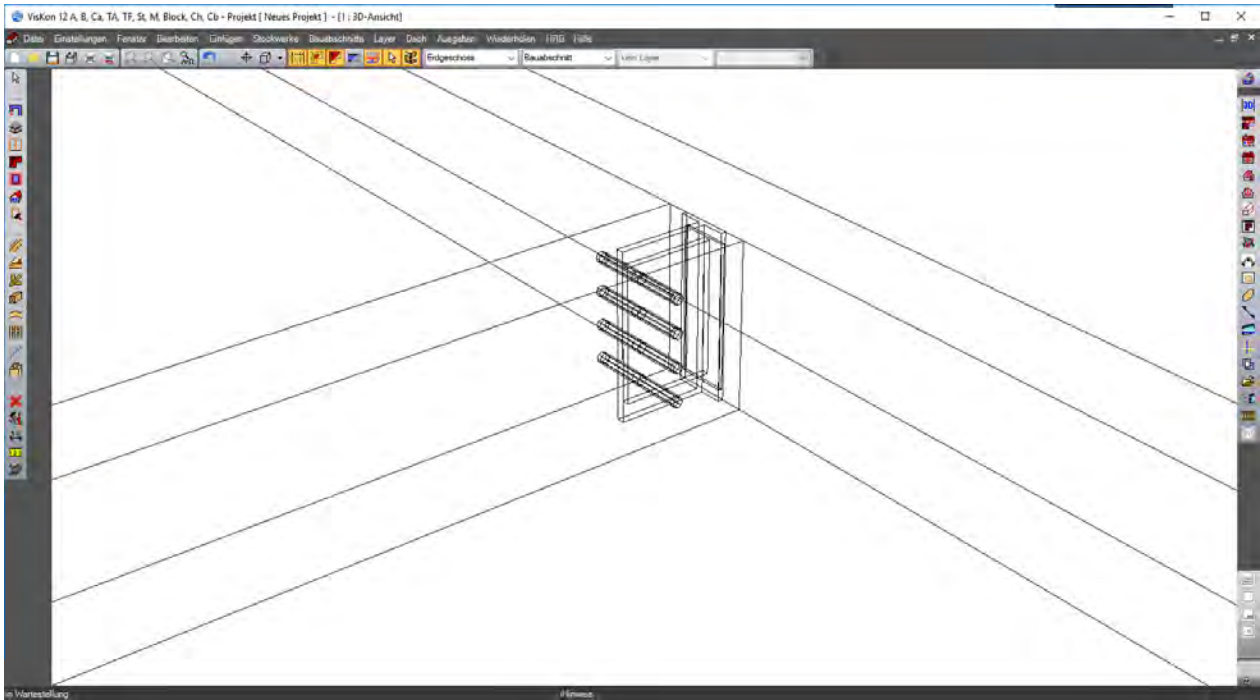 VisKon 12 A, B, Ca, TA, TF, St, M, Block, Ch, Cb - Projekt [ Neues Projekt ] - [1 : 3D-Ansicht]
Datei Einstellungen Fenster Bearbeiten Einfügen Stockwerke Bauabschnitte Layer Dach Ausgaben Wiederholen HRG Hilfe
Erdgeschoss Bauabschnitt kein Layer
3D
in Wartestellung Hinweis